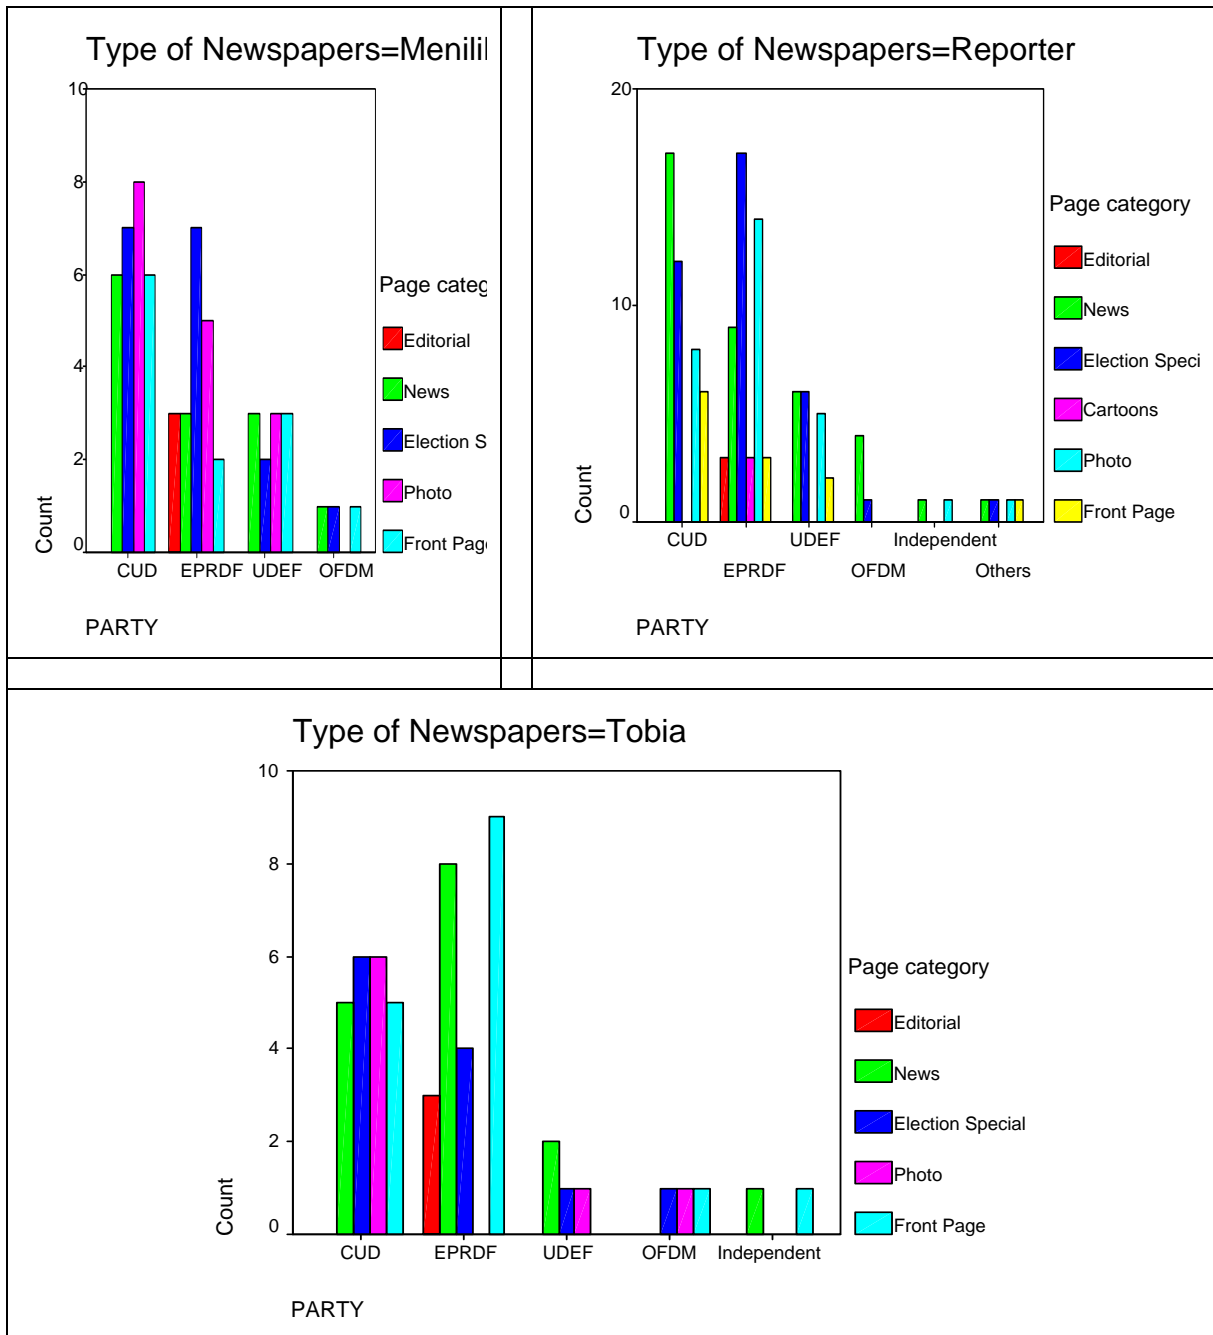 Type of Newspapers=Menilil
10
8
6
4
2
0
Count
CUD EPRDF UDEF OFDM
PARTY
Page categ
Editorial
News
Election S
Photo
Front Page
Type of Newspapers=Reporter
20
10
0
Count
CUD UDEF Independent
EPRDF OFDM Others
PARTY
Page category
Editorial
News
Election Speci
Cartoons
Photo
Front Page
Type of Newspapers=Tobia
10
8
6
4
2
0
Count
CUD EPRDF UDEF OFDM Independent
PARTY
Page category
Editorial
News
Election Special
Photo
Front Page